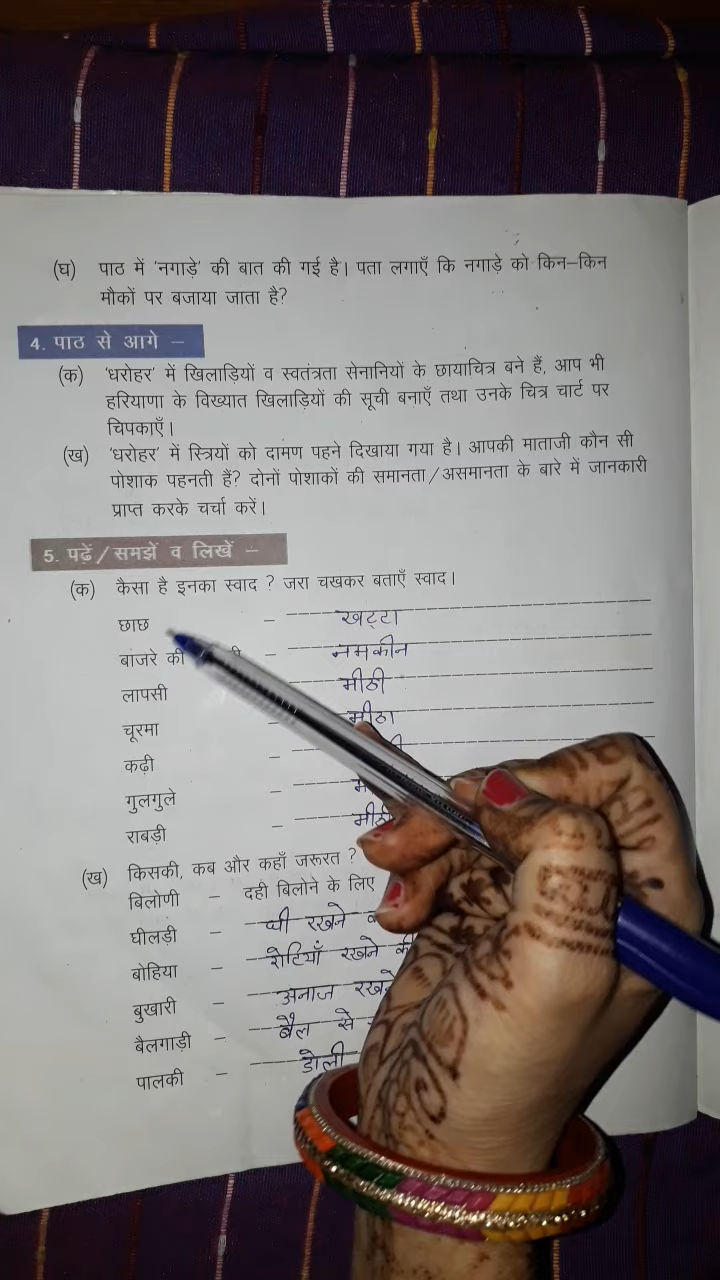 (घ) पाठ में 'नगाड़े' की बात की गई है। पता लगाएँ कि नगाड़े को किन–किन
मौकों पर बजाया जाता है?
4. पाठ से आगे –
(क) 'धरोहर' में खिलाड़ियों व स्वतंत्रता सेनानियों के छायाचित्र बने हैं, आप भी
हरियाणा के विख्यात खिलाड़ियों की सूची बनाएँ तथा उनके चित्र चार्ट पर
चिपकाएँ।
(ख) 'धरोहर' में स्त्रियों को दामण पहने दिखाया गया है। आपकी माताजी कौन सी
पोशाक पहनती हैं? दोनों पोशाकों की समानता/असमानता के बारे में जानकारी
प्राप्त करके चर्चा करें।
5. पढ़ें/समझें व लिखें –
(क) कैसा है इनका स्वाद ? जरा चखकर बताएँ स्वाद।
छाछ – खट्टा
बाजरे की – नमकीन
लापसी – मीठी
चूरमा – मीठा
कढ़ी –
गुलगुले –
राबड़ी – मीठी
(ख) किसकी, कब और कहाँ जरूरत ?
बिलोणी – दही बिलोने के लिए
घीलड़ी – घी रखने
बोहिया – रोटियाँ रखने की
बुखारी – अनाज रखने
बैलगाड़ी – बैल से
पालकी – डोली